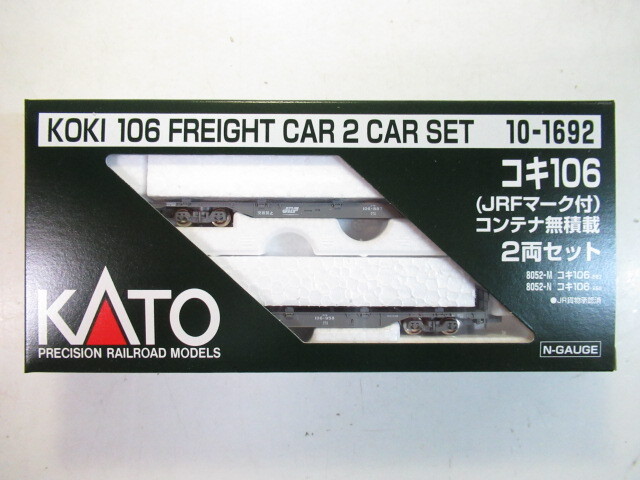 KOKI 106 FREIGHT CAR 2 CAR SET 10-1692
コキ106
(JRFマーク付)
コンテナ無積載
2両セット
8052-M コキ106
8052-N コキ106
●JR貨物承認済
KATO
PRECISION RAILROAD MODELS
N-GAUGE